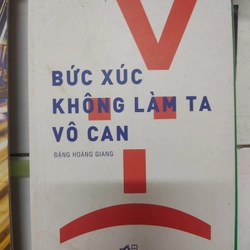 BỨC XÚC
KHÔNG LÀM TA
VÔ CAN
ĐẶNG HOÀNG GIANG